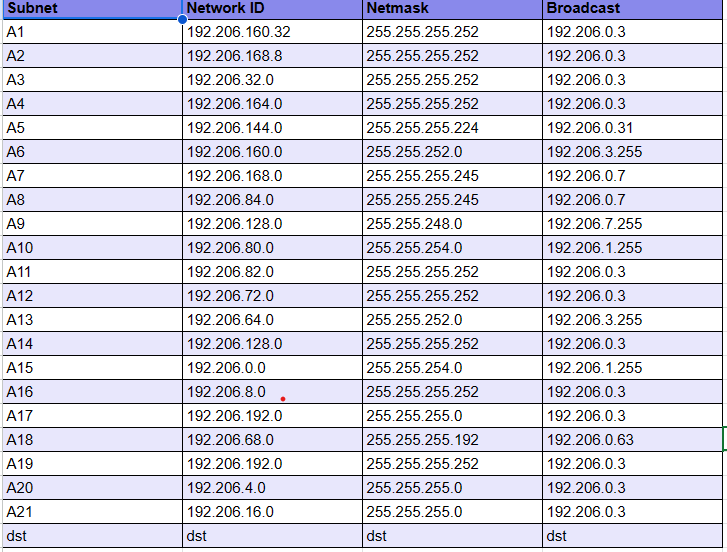 Subnet Network ID Netmask Broadcast
A1 192.206.160.32 255.255.255.252 192.206.0.3
A2 192.206.168.8 255.255.255.252 192.206.0.3
A3 192.206.32.0 255.255.255.252 192.206.0.3
A4 192.206.164.0 255.255.255.252 192.206.0.3
A5 192.206.144.0 255.255.255.224 192.206.0.31
A6 192.206.160.0 255.255.252.0 192.206.3.255
A7 192.206.168.0 255.255.255.245 192.206.0.7
A8 192.206.84.0 255.255.255.245 192.206.0.7
A9 192.206.128.0 255.255.248.0 192.206.7.255
A10 192.206.80.0 255.255.254.0 192.206.1.255
A11 192.206.82.0 255.255.255.252 192.206.0.3
A12 192.206.72.0 255.255.255.252 192.206.0.3
A13 192.206.64.0 255.255.252.0 192.206.3.255
A14 192.206.128.0 255.255.255.252 192.206.0.3
A15 192.206.0.0 255.255.254.0 192.206.1.255
A16 192.206.8.0 255.255.255.252 192.206.0.3
A17 192.206.192.0 255.255.255.0 192.206.0.3
A18 192.206.68.0 255.255.255.192 192.206.0.63
A19 192.206.192.0 255.255.255.252 192.206.0.3
A20 192.206.4.0 255.255.255.0 192.206.0.3
A21 192.206.16.0 255.255.255.0 192.206.0.3
dst dst dst dst